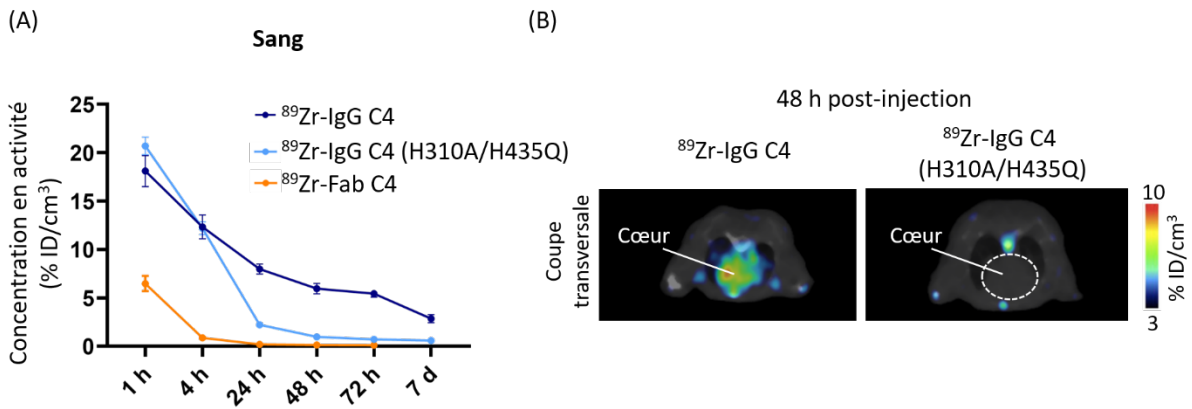 (A)
Sang
Concentration en activité
(% ID/cm³)
25
20
15
10
5
0
1 h
4 h
24 h
48 h
72 h
7 d
⁸⁹Zr-IgG C4
⁸⁹Zr-IgG C4 (H310A/H435Q)
⁸⁹Zr-Fab C4
(B)
48 h post-injection
⁸⁹Zr-IgG C4
⁸⁹Zr-IgG C4
(H310A/H435Q)
Coupe
transversale
Cœur
Cœur
10
3
% ID/cm³